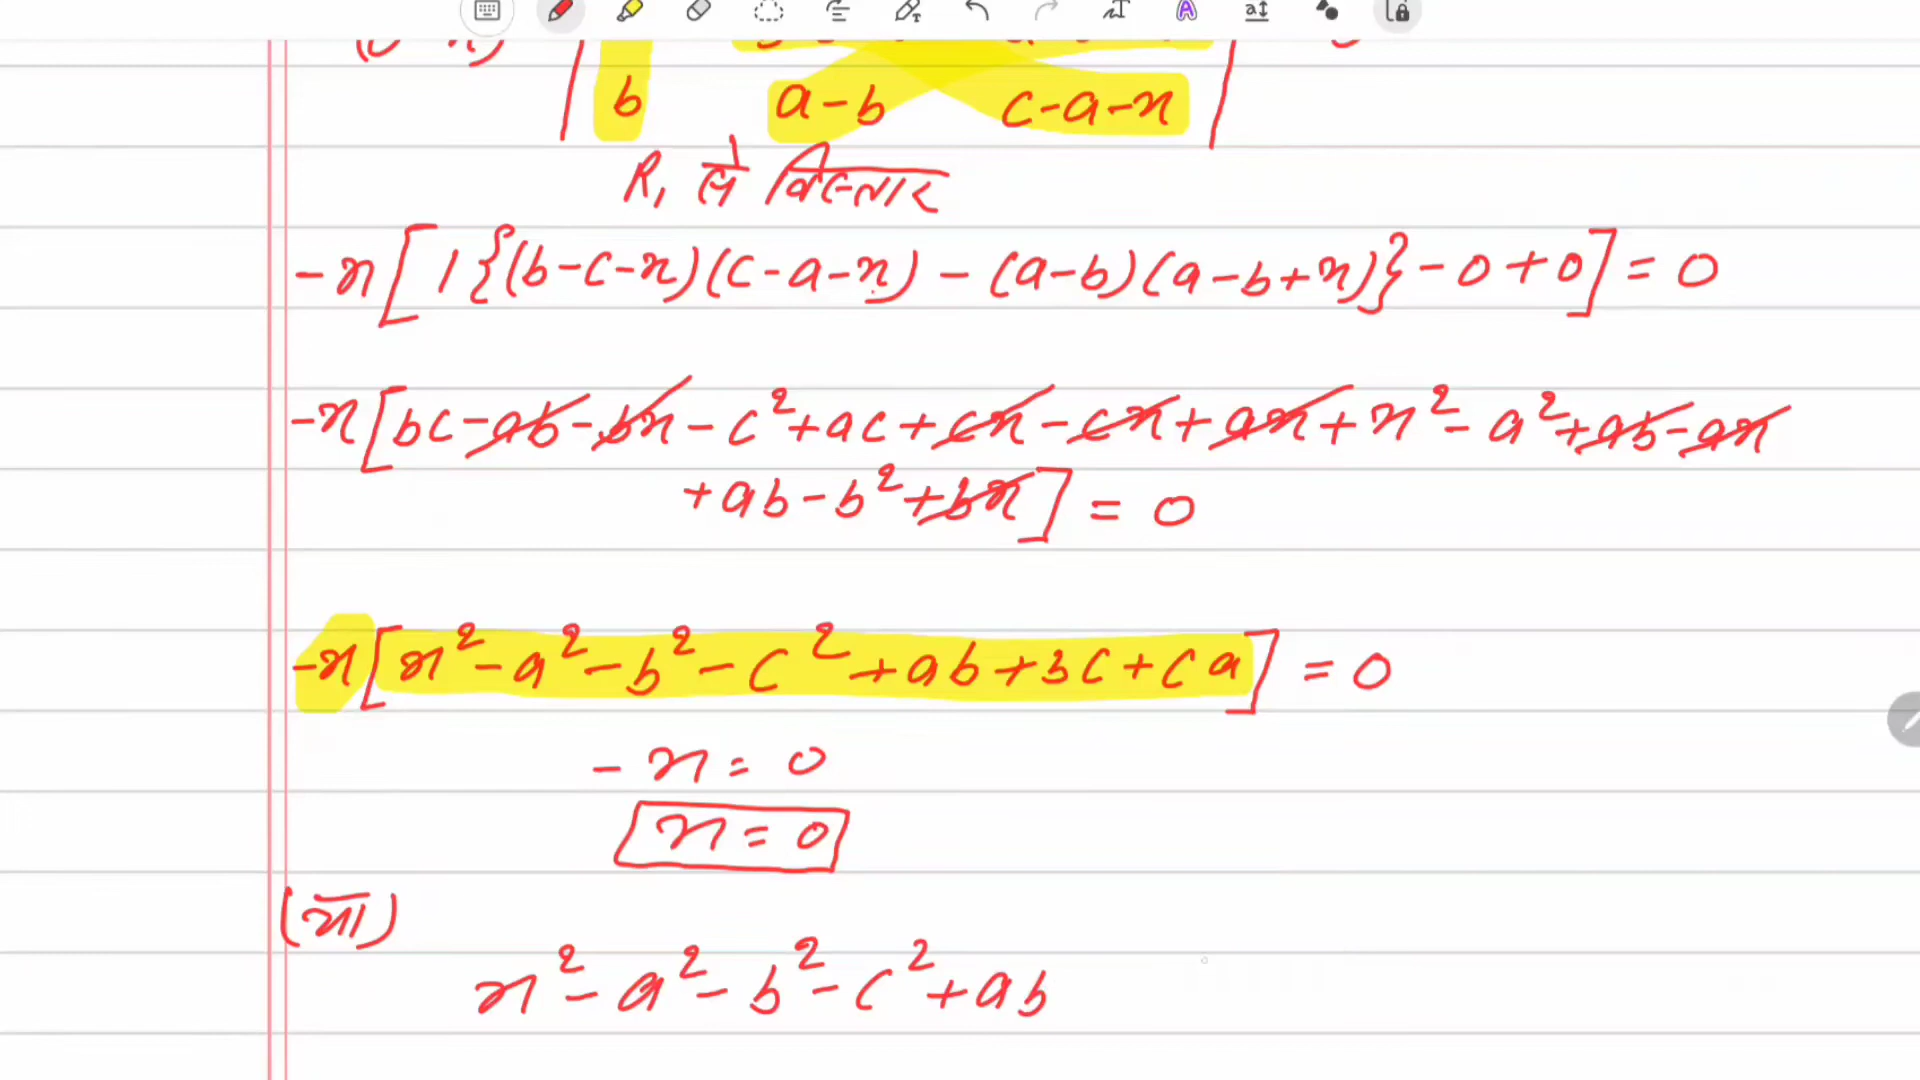 b a-b c-a-x
R₁ से विस्तार
-x[1{(b-c-x)(c-a-x)-(a-b)(a-b+x)}-0+0]=0
-x[bc-ab-bx-c²+ac+cx-cx+ax+x²-a²+ab-ax
+ab-b²+bx]=0
-x[x²-a²-b²-c²+ab+bc+ca]=0
-x=0
x=0
(या)
x²-a²-b²-c²+ab